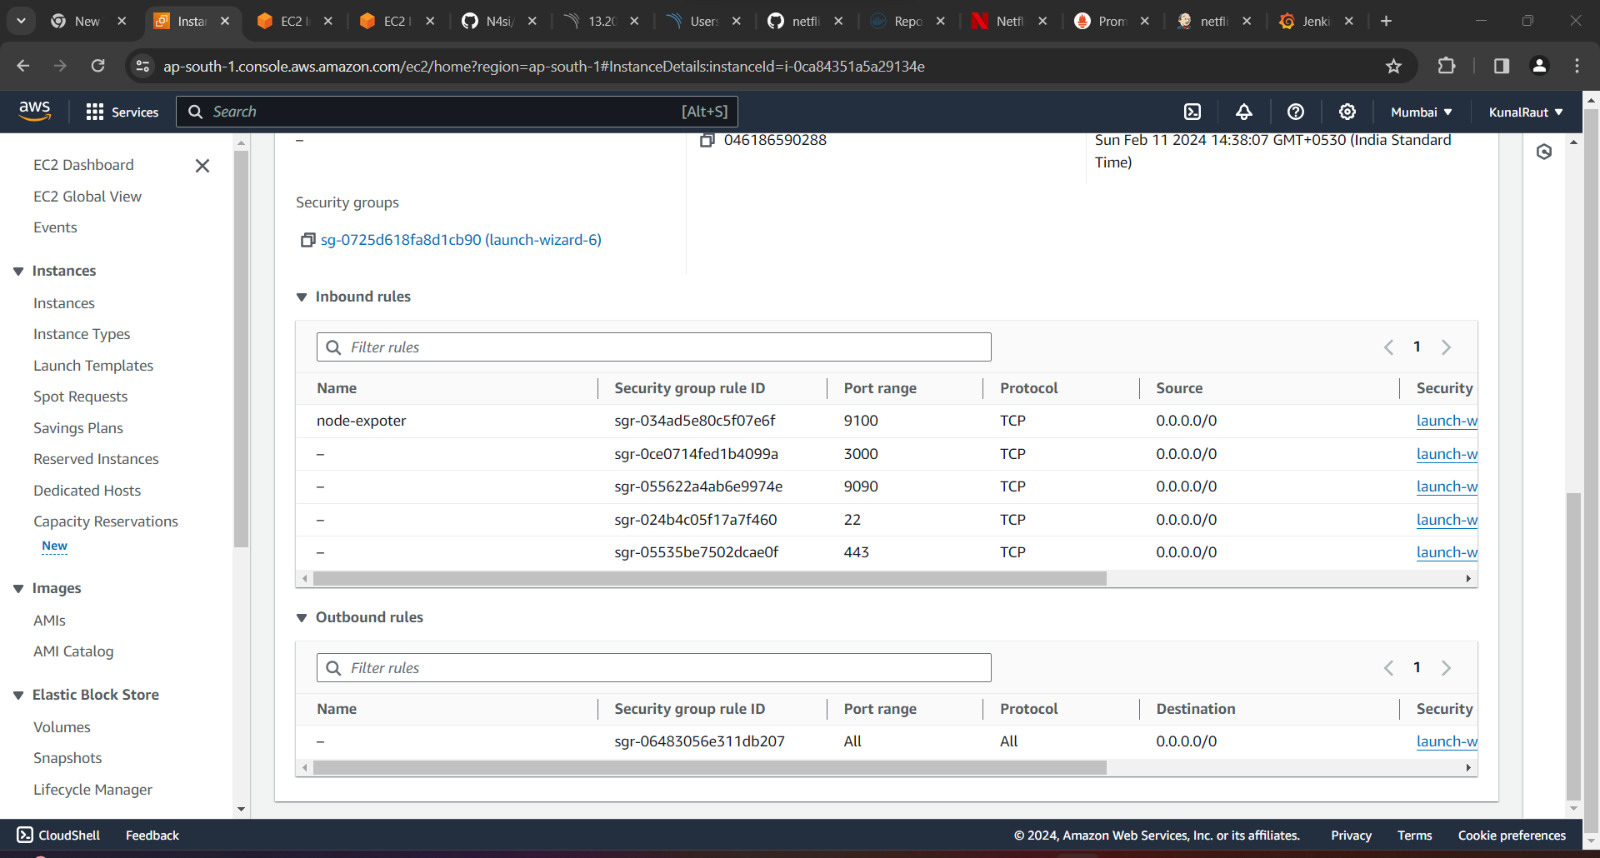 New
Instar
EC2 I
EC2 I
N4si/
13.20
Users
netfli
Repo
Netfl
Prom
netfli
Jenki
ap-south-1.console.aws.amazon.com/ec2/home?region=ap-south-1#InstanceDetails:instanceId=i-0ca84351a5a29134e
aws
Services
Search
[Alt+S]
Mumbai
KunalRaut
EC2 Dashboard
EC2 Global View
Events
Instances
Instances
Instance Types
Launch Templates
Spot Requests
Savings Plans
Reserved Instances
Dedicated Hosts
Capacity Reservations
New
Images
AMIs
AMI Catalog
Elastic Block Store
Volumes
Snapshots
Lifecycle Manager
–
046186590288
Sun Feb 11 2024 14:38:07 GMT+0530 (India Standard
Time)
Security groups
sg-0725d618fa8d1cb90 (launch-wizard-6)
Inbound rules
Filter rules
1
Name Security group rule ID Port range Protocol Source Security
node-expoter sgr-034ad5e80c5f07e6f 9100 TCP 0.0.0.0/0 launch-w
– sgr-0ce0714fed1b4099a 3000 TCP 0.0.0.0/0 launch-w
– sgr-055622a4ab6e9974e 9090 TCP 0.0.0.0/0 launch-w
– sgr-024b4c05f17a7f460 22 TCP 0.0.0.0/0 launch-w
– sgr-05535be7502dcae0f 443 TCP 0.0.0.0/0 launch-w
Outbound rules
Filter rules
1
Name Security group rule ID Port range Protocol Destination Security
– sgr-06483056e311db207 All All 0.0.0.0/0 launch-w
CloudShell
Feedback
© 2024, Amazon Web Services, Inc. or its affiliates.
Privacy
Terms
Cookie preferences